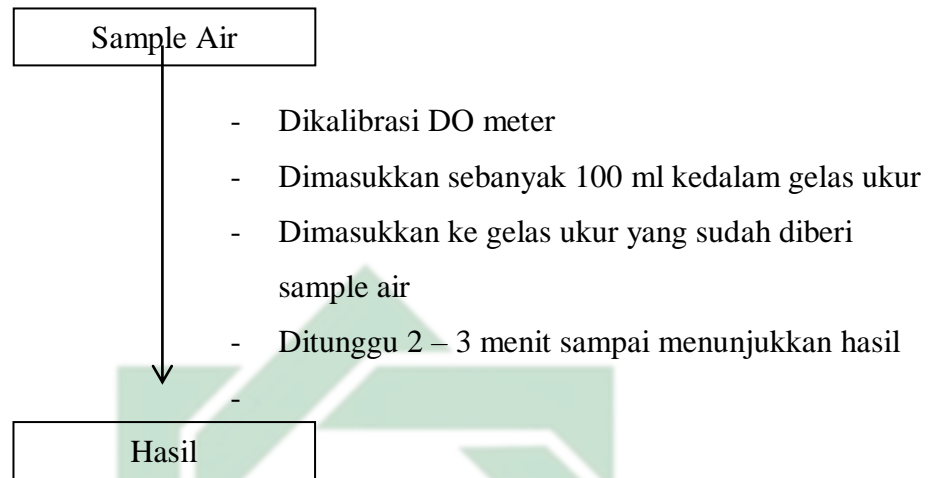 Sample Air
- Dikalibrasi DO meter
- Dimasukkan sebanyak 100 ml kedalam gelas ukur
- Dimasukkan ke gelas ukur yang sudah diberi
sample air
- Ditunggu 2 – 3 menit sampai menunjukkan hasil
-
Hasil